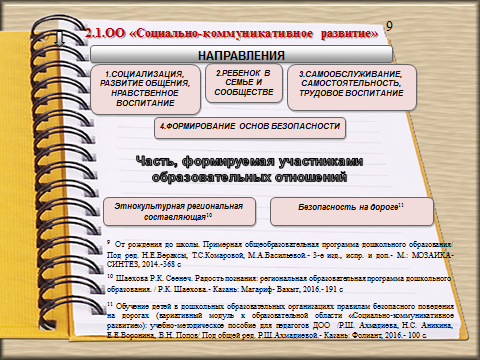 2.1.ОО «Социально-коммуникативное развитие» 9
НАПРАВЛЕНИЯ
1.СОЦИАЛИЗАЦИЯ,
РАЗВИТИЕ ОБЩЕНИЯ,
НРАВСТВЕННОЕ
ВОСПИТАНИЕ
2.РЕБЕНОК В
СЕМЬЕ И
СООБЩЕСТВЕ
3.САМООБСЛУЖИВАНИЕ,
САМОСТОЯТЕЛЬНОСТЬ,
ТРУДОВОЕ ВОСПИТАНИЕ
4.ФОРМИРОВАНИЕ ОСНОВ БЕЗОПАСНОСТИ
Часть, формируемая участниками
образовательных отношений
Этнокультурная региональная
составляющая10
Безопасность на дороге11
9 От рождения до школы. Примерная общеобразовательная программа дошкольного образования.
Под ред. Н.Е.Вераксы, Т.С.Комаровой, М.А.Васильевой.- 3-е изд., испр. и доп.- М.: МОЗАИКА-
СИНТЕЗ, 2014.-368 с.
10 Шаехова Р.К. Сөенеч. Радость познания: региональная образовательная программа дошкольного
образования. / Р.К. Шаехова.- Казань: Магариф- Вакыт, 2016.-191 с
11 Обучение детей в дошкольных образовательных организациях правилам безопасного поведения
на дорогах (вариативный модуль к образовательной области «Социально-коммуникативное
развитие»): учебно-методическое пособие для педагогов ДОО /Р.Ш. Ахмадиева, Н.С. Аникина,
Е.Е.Воронина, В.Н. Попов/ Под общей ред. Р.Ш.Ахмадиевой.- Казань: Фолиант, 2016.- 100 с.